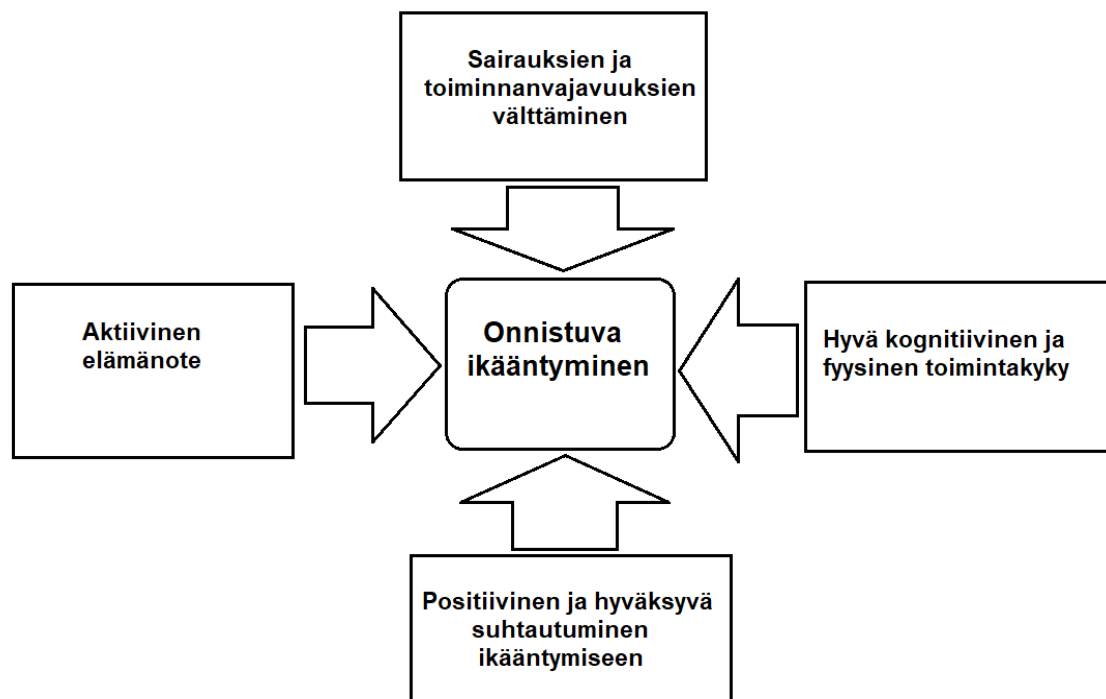 Sairauksien ja
toiminnanvajavuuksien
välttäminen
Aktiivinen
elämänote
Onnistuva
ikääntyminen
Hyvä kognitiivinen ja
fyysinen toimintakyky
Positiivinen ja hyväksyvä
suhtautuminen
ikääntymiseen